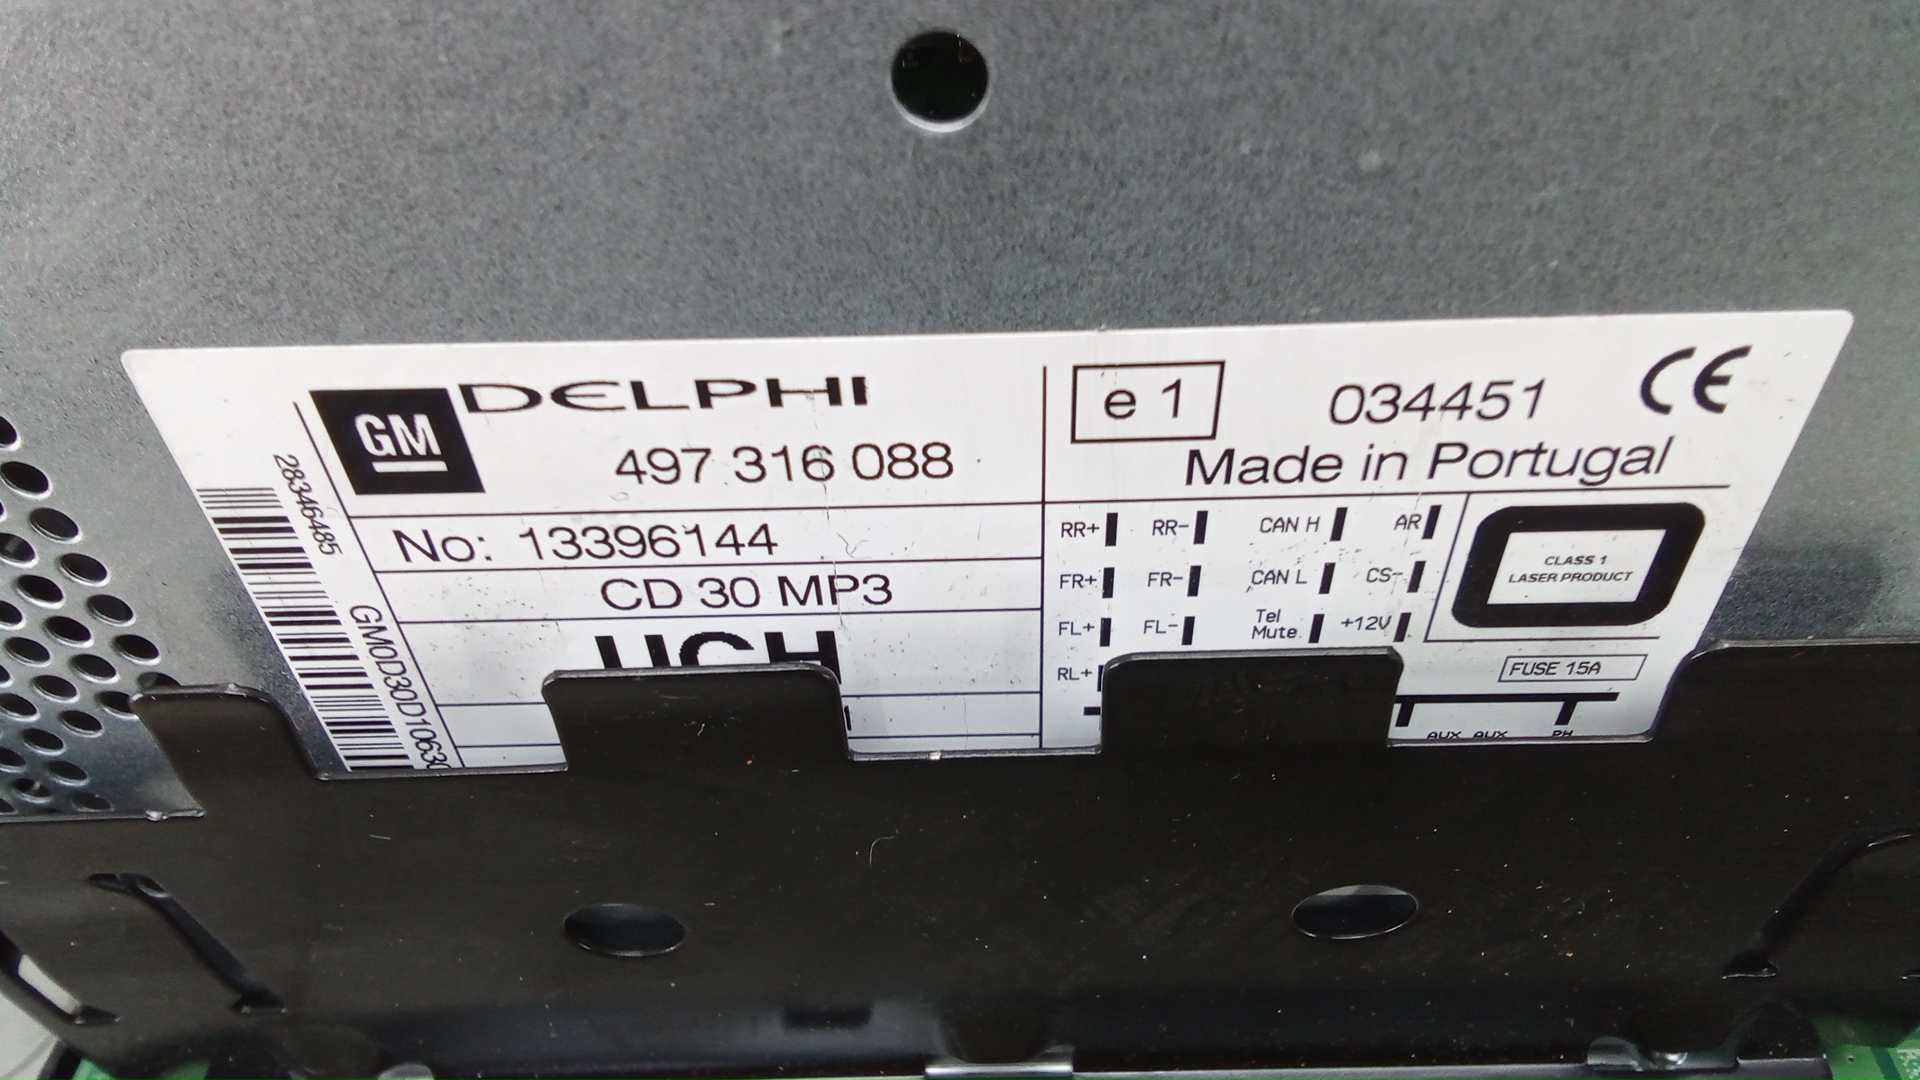 GM DELPHI
497 316 088
No: 13396144
CD 30 MP3
28346485
e1 034451 CE
Made in Portugal
RR+ RR- CAN H AR
FR+ FR- CAN L CS-
FL+ FL- Tel Mute +12V
RL+
CLASS 1
LASER PRODUCT
FUSE 15A
AUX AUX PH